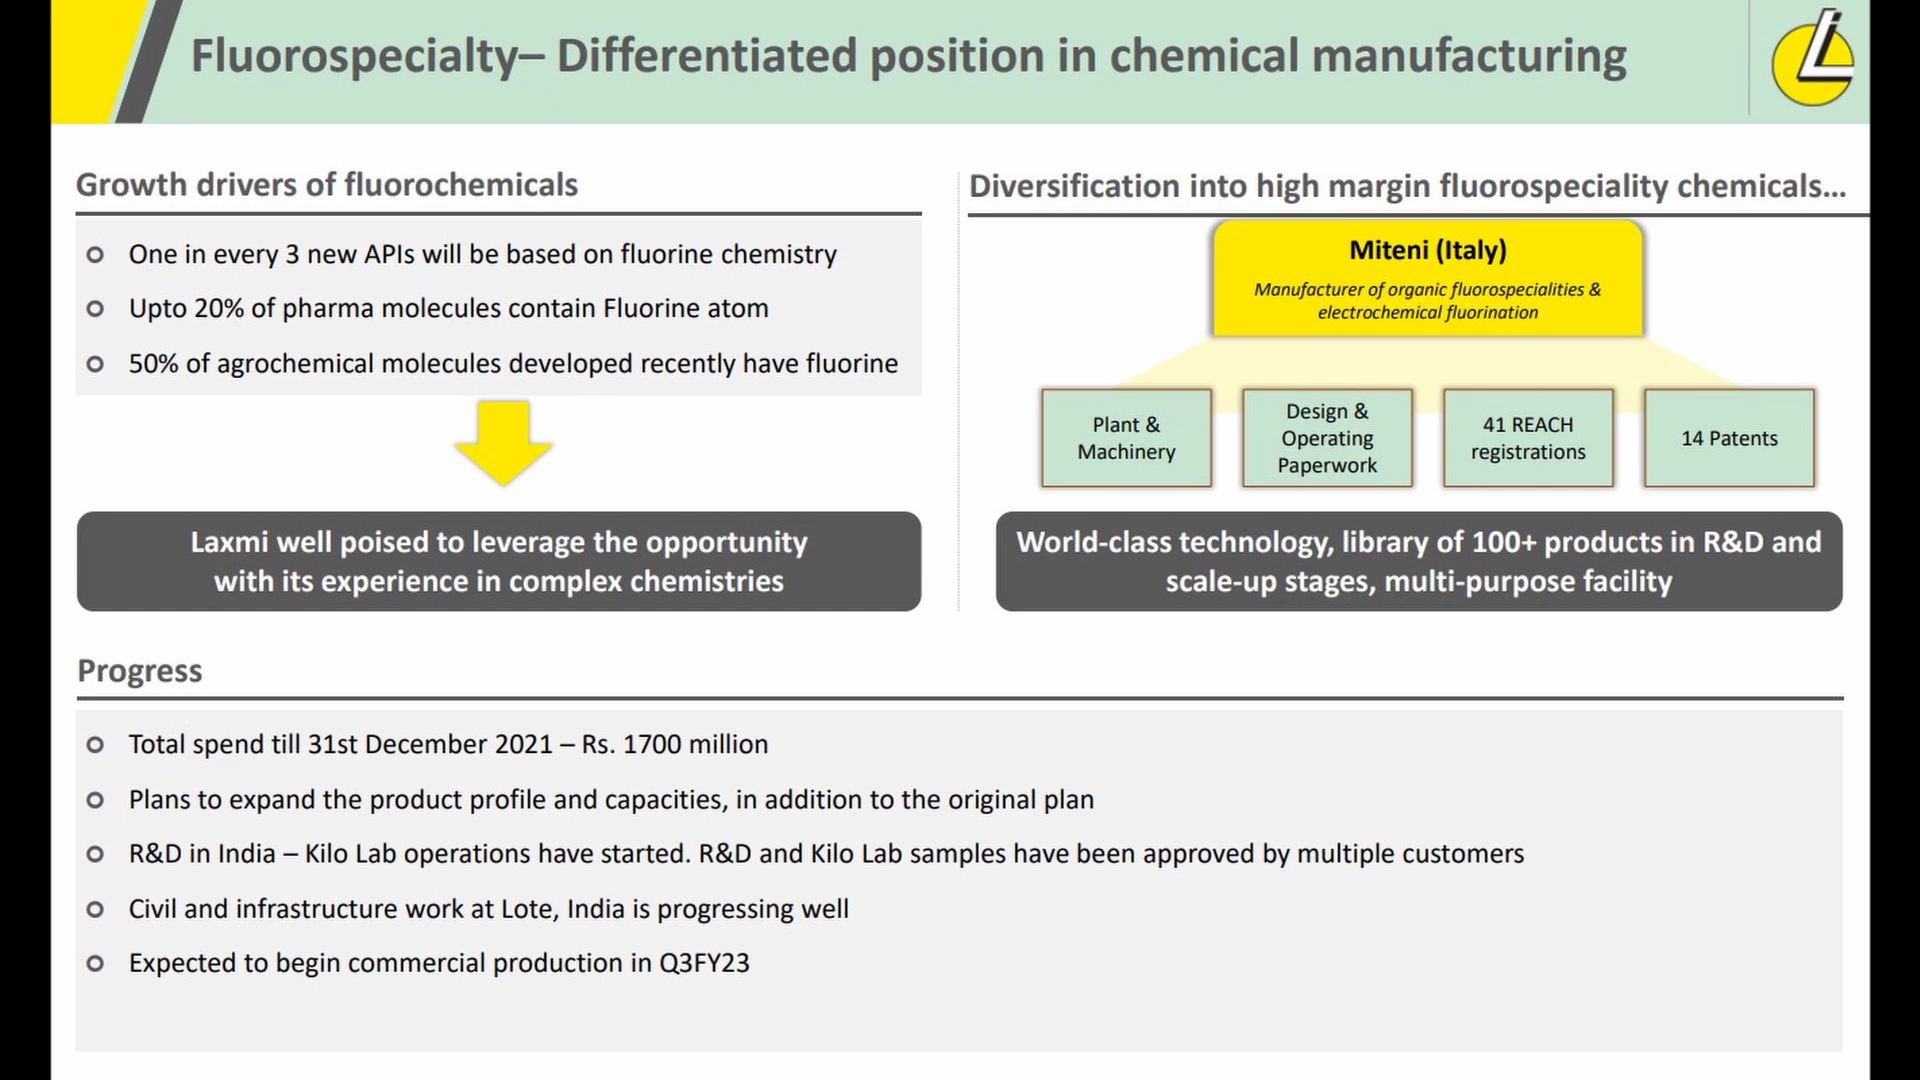 Fluorospecialty– Differentiated position in chemical manufacturing
Growth drivers of fluorochemicals
One in every 3 new APIs will be based on fluorine chemistry
Upto 20% of pharma molecules contain Fluorine atom
50% of agrochemical molecules developed recently have fluorine
Laxmi well poised to leverage the opportunity
with its experience in complex chemistries
Diversification into high margin fluorospeciality chemicals...
Miteni (Italy)
Manufacturer of organic fluorospecialities &
electrochemical fluorination
Plant &
Machinery
Design &
Operating
Paperwork
41 REACH
registrations
14 Patents
World-class technology, library of 100+ products in R&D and
scale-up stages, multi-purpose facility
Progress
Total spend till 31st December 2021 – Rs. 1700 million
Plans to expand the product profile and capacities, in addition to the original plan
R&D in India – Kilo Lab operations have started. R&D and Kilo Lab samples have been approved by multiple customers
Civil and infrastructure work at Lote, India is progressing well
Expected to begin commercial production in Q3FY23